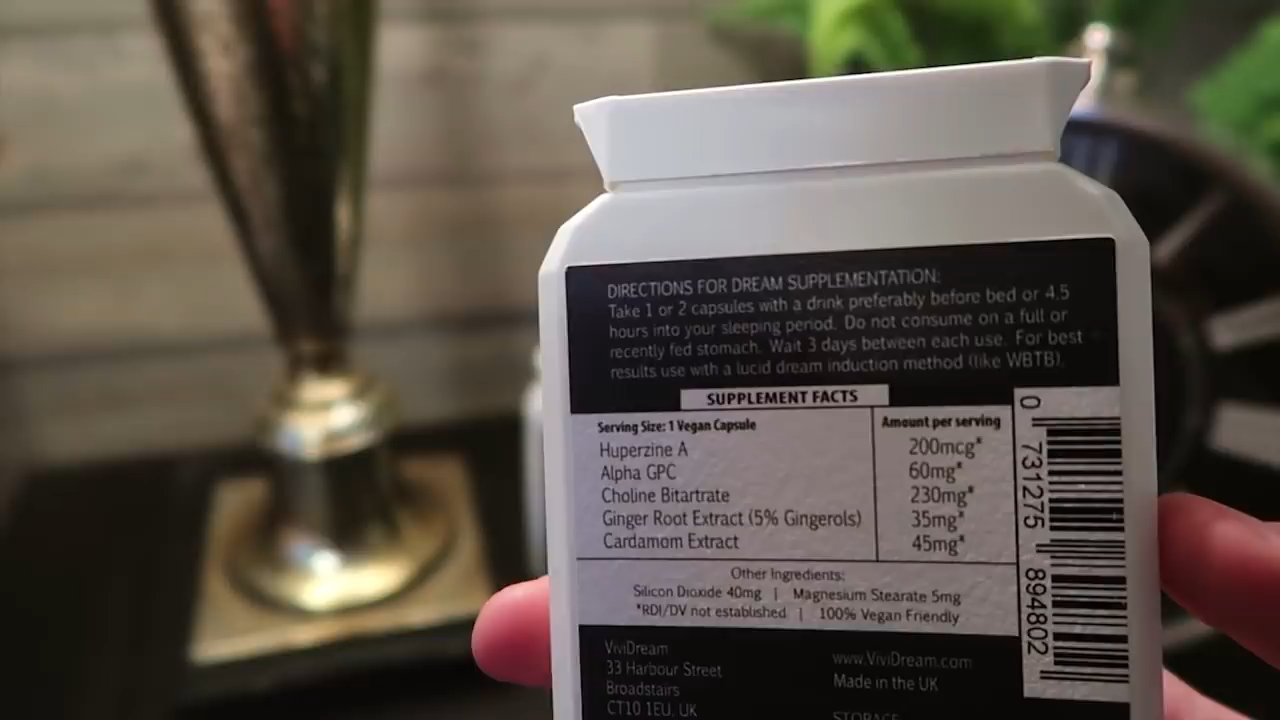 DIRECTIONS FOR DREAM SUPPLEMENTATION:
Take 1 or 2 capsules with a drink preferably before bed or 4.5
hours into your sleeping period. Do not consume on a full or
recently fed stomach. Wait 3 days between each use. For best
results use with a lucid dream induction method (like WBTB).
SUPPLEMENT FACTS
Serving Size: 1 Vegan Capsule Amount per serving
Huperzine A 200mcg*
Alpha GPC 60mg*
Choline Bitartrate 230mg*
Ginger Root Extract (5% Gingerols) 35mg*
Cardamom Extract 45mg*
Other Ingredients:
Silicon Dioxide 40mg | Magnesium Stearate 5mg
*RDI/DV not established | 100% Vegan Friendly
0 731275 894802
ViviDream
33 Harbour Street
Broadstairs
CT10 1EU, UK
www.ViviDream.com
Made in the UK
STORAGE